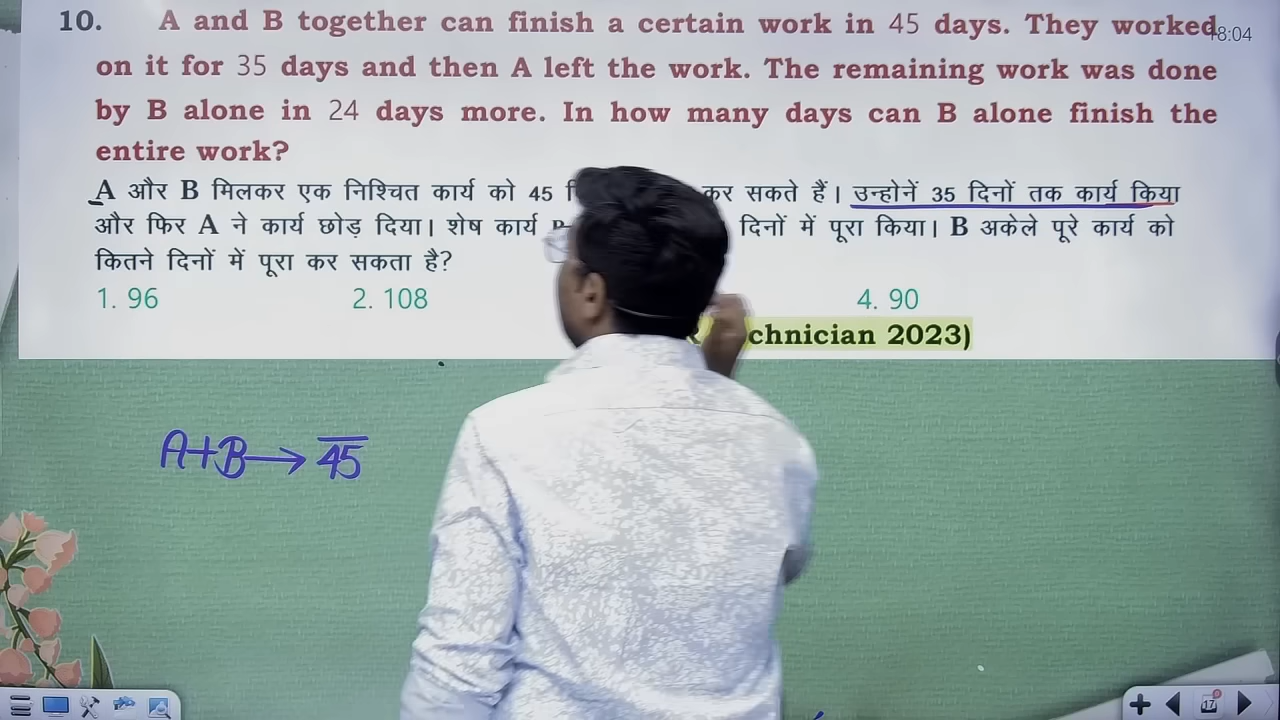 10. A and B together can finish a certain work in 45 days. They worked
18:04
on it for 35 days and then A left the work. The remaining work was done
by B alone in 24 days more. In how many days can B alone finish the
entire work?
A और B मिलकर एक निश्चित कार्य को 45 कर सकते हैं। उन्होनें 35 दिनों तक कार्य किया
और फिर A ने कार्य छोड़ दिया। शेष कार्य दिनों में पूरा किया। B अकेले पूरे कार्य को
कितने दिनों में पूरा कर सकता है?
1. 96 2. 108 4. 90
chnician 2023)
A+B→45
17